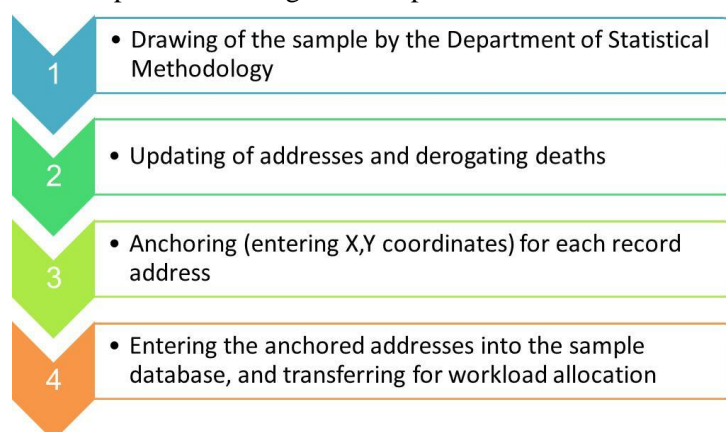 1
• Drawing of the sample by the Department of Statistical
Methodology
2
• Updating of addresses and derogating deaths
3
• Anchoring (entering X,Y coordinates) for each record
address
4
• Entering the anchored addresses into the sample
database, and transferring for workload allocation